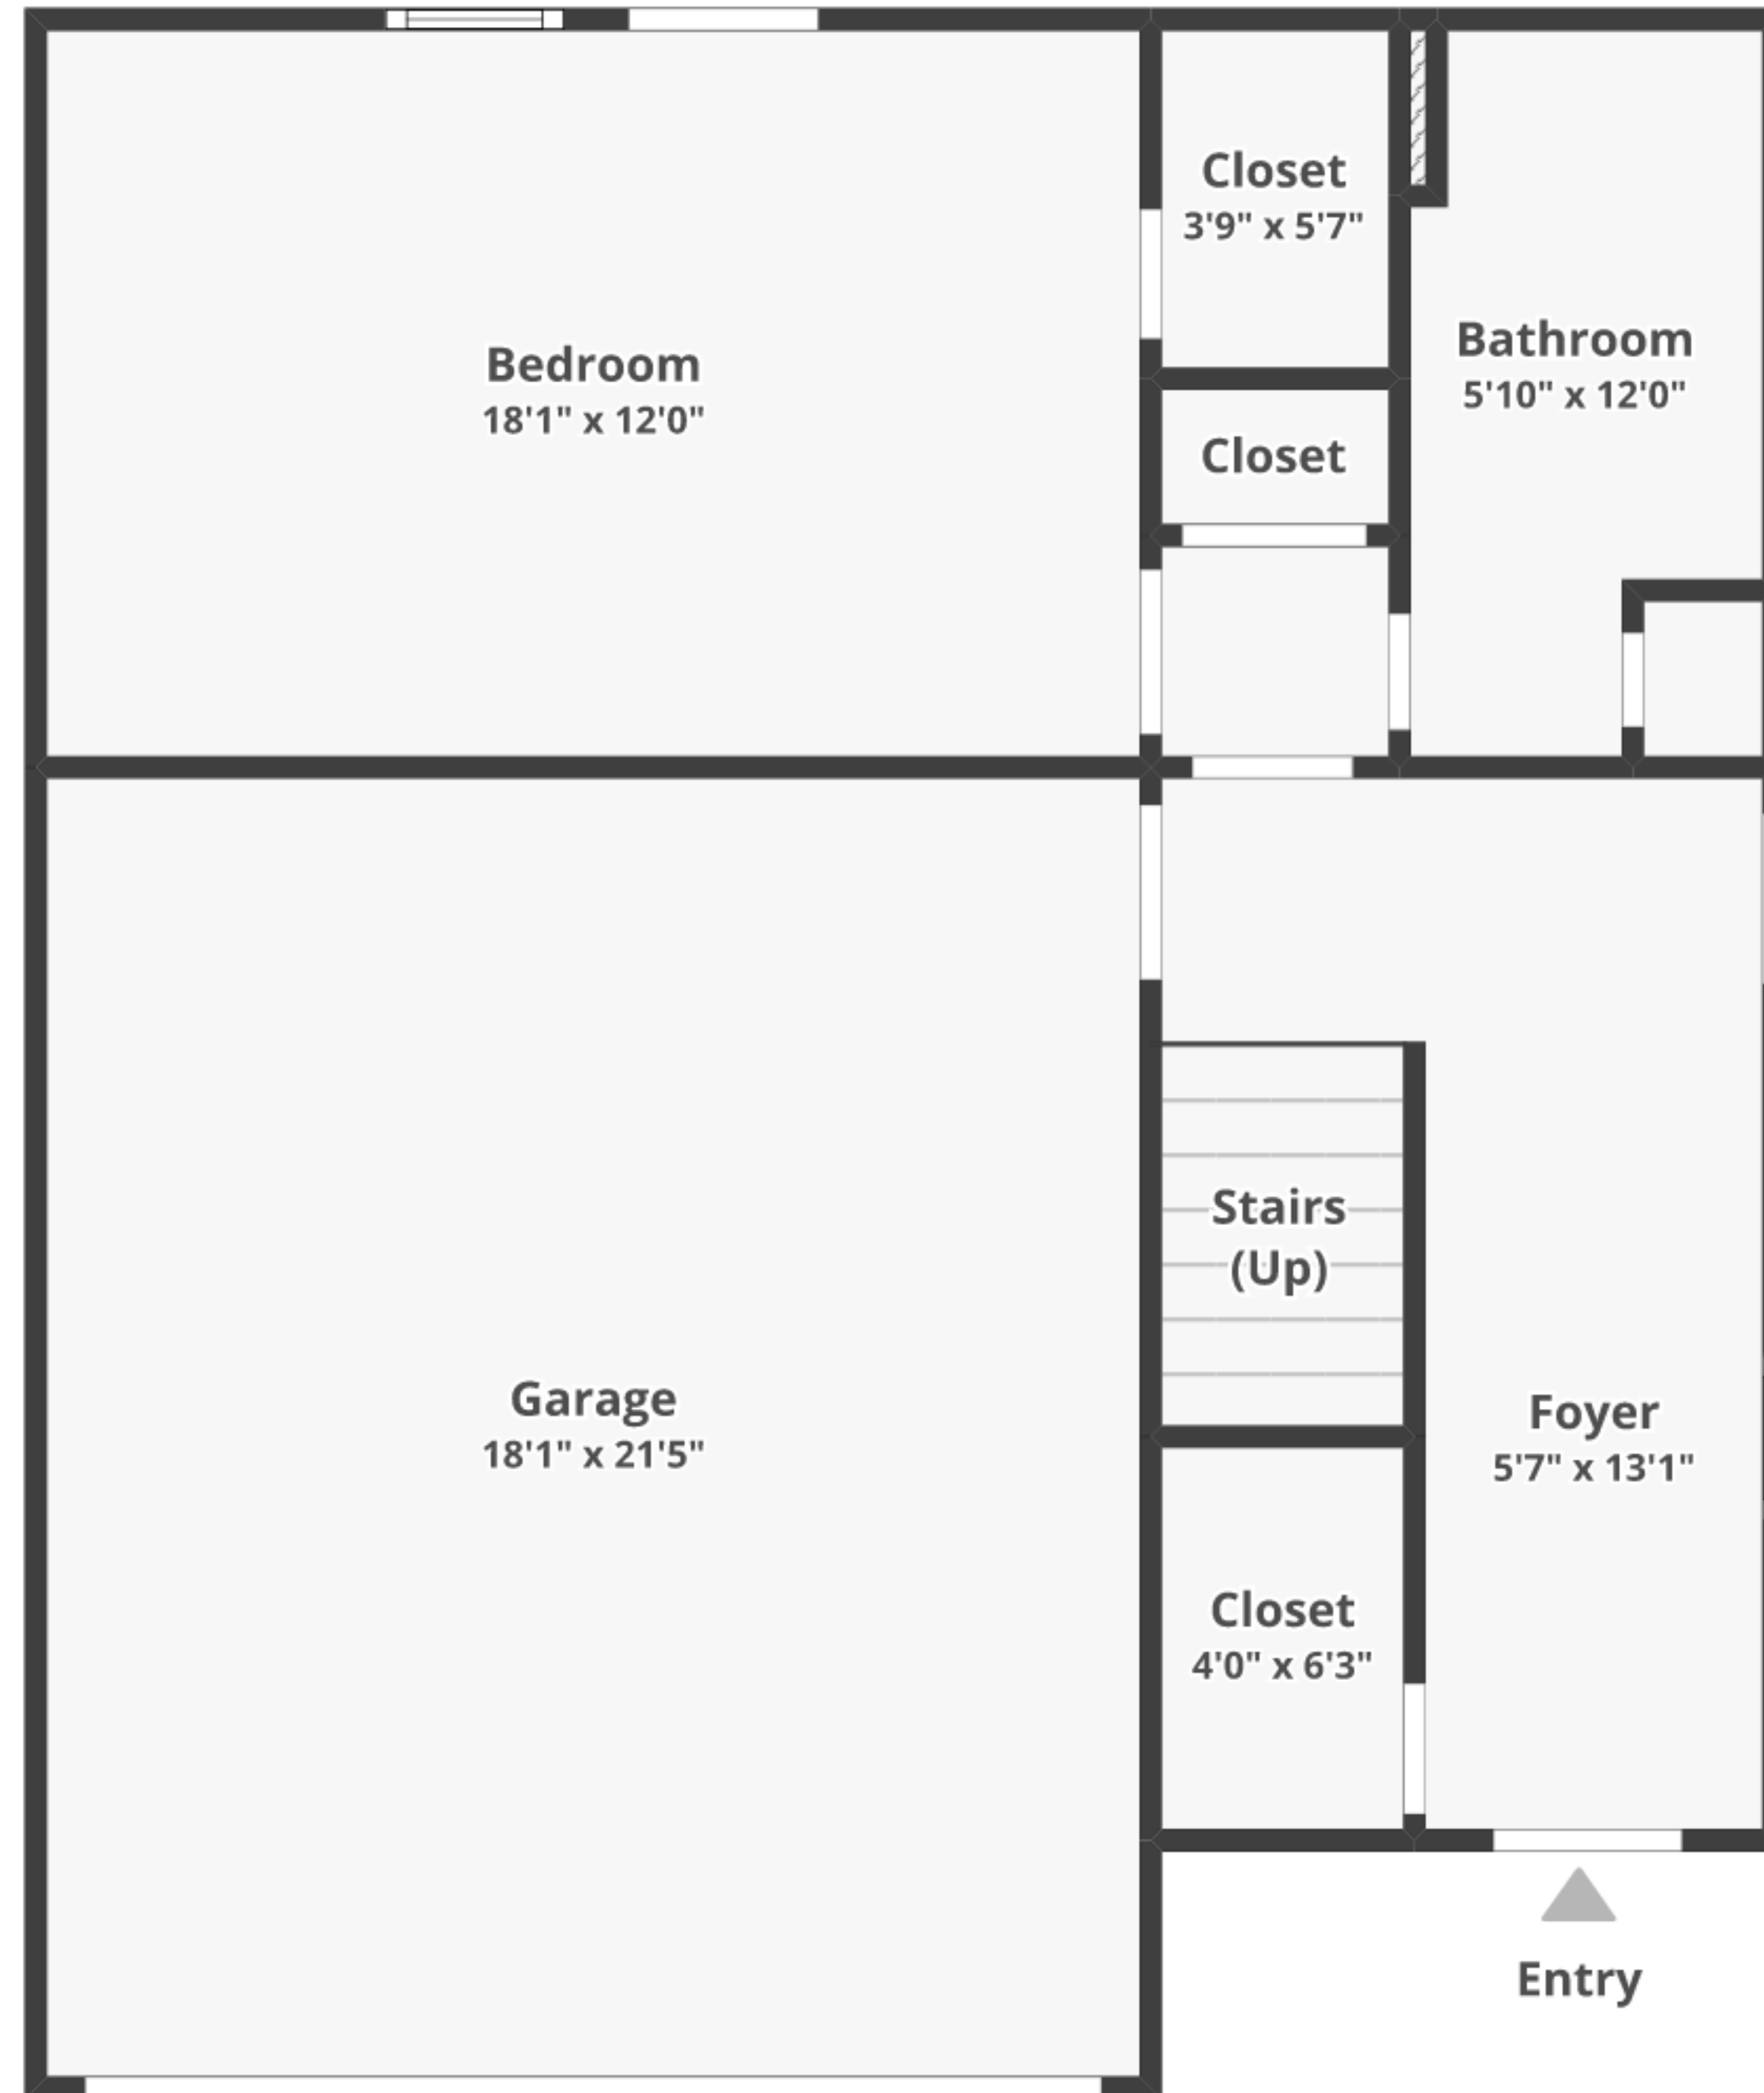 Closet
3'9" x 5'7"
Bathroom
5'10" x 12'0"
Bedroom
18'1" x 12'0"
Closet
Stairs
(Up)
Garage
18'1" x 21'5"
Foyer
5'7" x 13'1"
Closet
4'0" x 6'3"
Entry